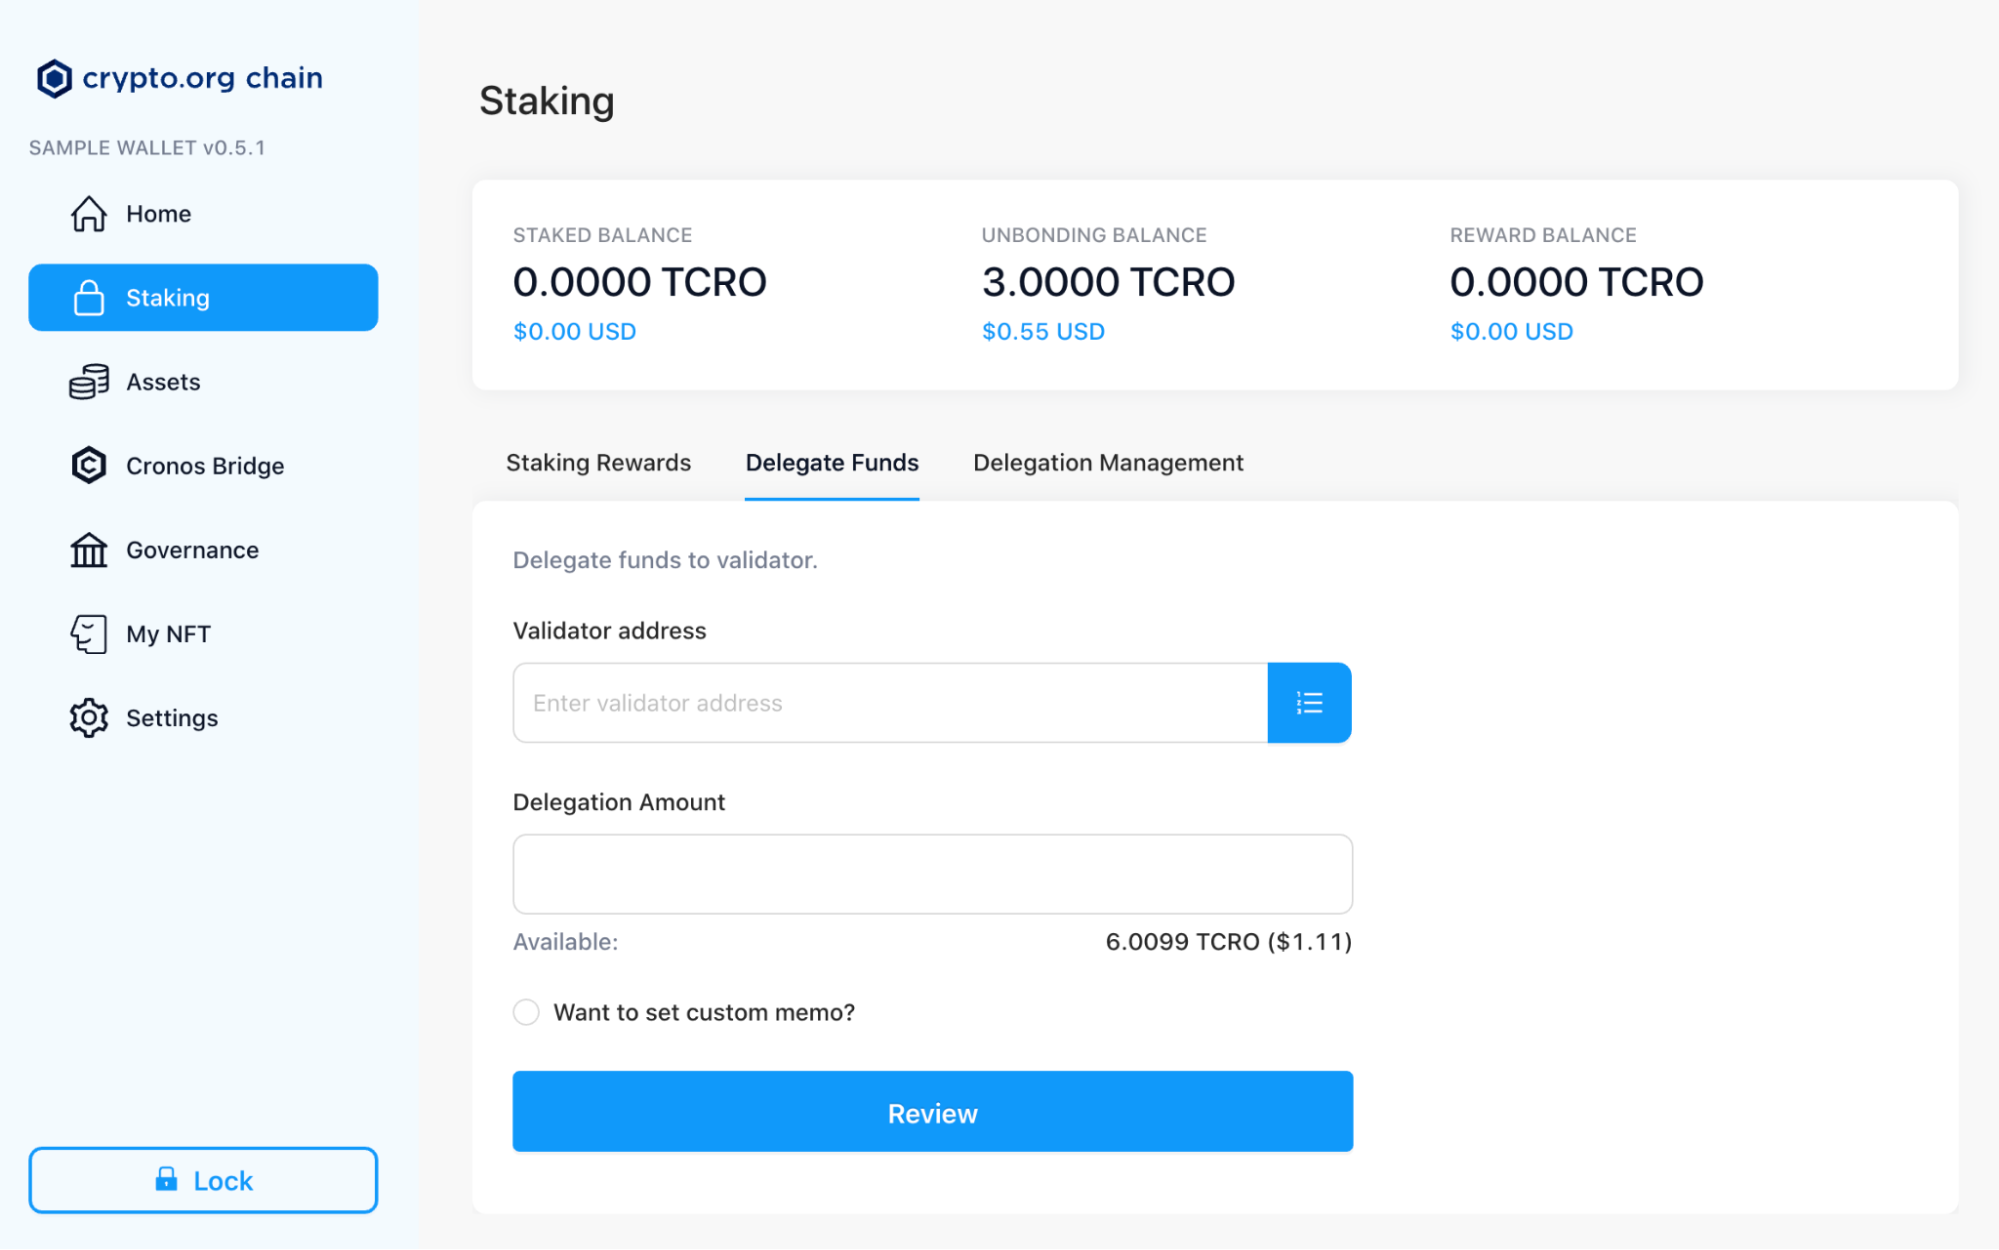 crypto.org chain
SAMPLE WALLET v0.5.1
Home
Staking
Assets
Cronos Bridge
Governance
My NFT
Settings
Lock
Staking
STAKED BALANCE
0.0000 TCRO
$0.00 USD
UNBONDING BALANCE
3.0000 TCRO
$0.55 USD
REWARD BALANCE
0.0000 TCRO
$0.00 USD
Staking Rewards
Delegate Funds
Delegation Management
Delegate funds to validator.
Validator address
Enter validator address
Delegation Amount
Available:
6.0099 TCRO ($1.11)
Want to set custom memo?
Review